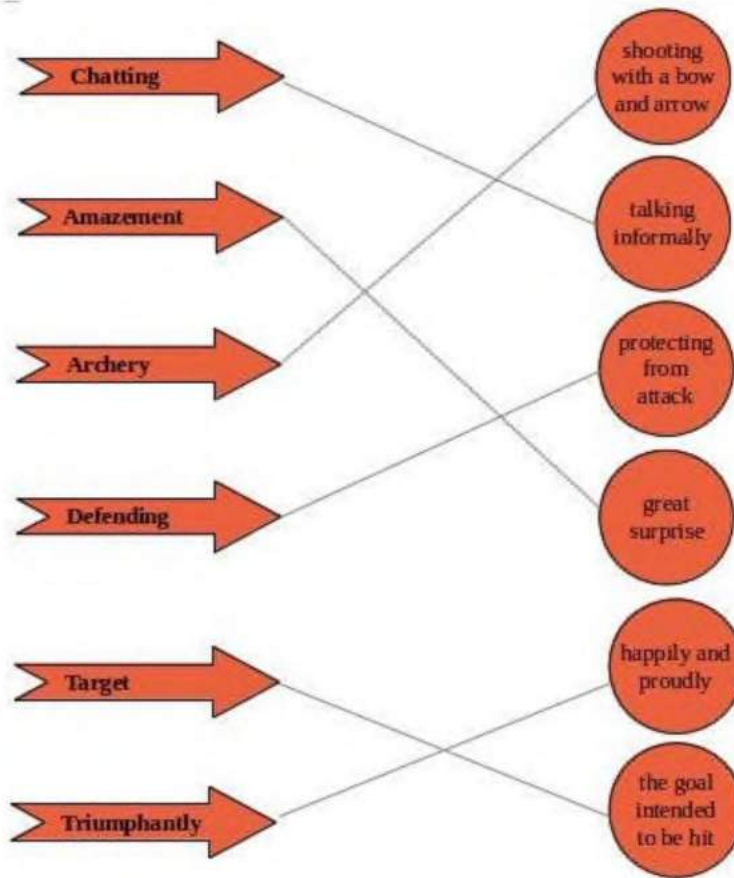 Chatting
shooting
with a bow
and arrow
Amazement
talking
informally
Archery
protecting
from
attack
Defending
great
surprise
Target
happily and
proudly
Triumphantly
the goal
intended
to be hit